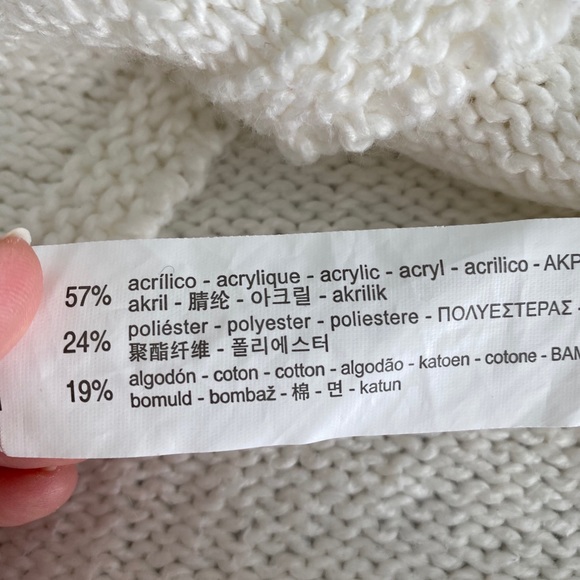 57% acrílico - acrylique - acrylic - acryl - acrilico - ΑΚΡ
akril - 腈纶 - 아크릴 - akrilik
24% poliéster - polyester - poliestere - ΠΟΛΥΕΣΤΕΡΑΣ -
聚酯纤维 - 폴리에스터
19% algodón - coton - cotton - algodão - katoen - cotone - BAM
bomuld - bombaž - 棉 - 면 - katun